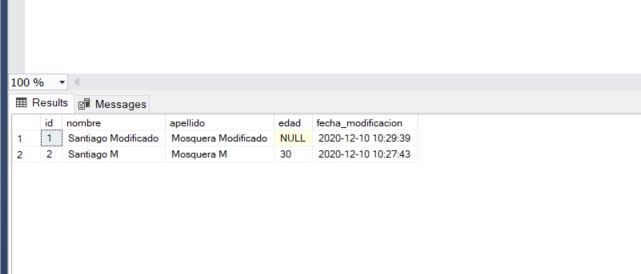 100 %
Results Messages
id nombre apellido edad fecha_modificacion
1 1 Santiago Modificado Mosquera Modificado NULL 2020-12-10 10:29:39
2 2 Santiago M Mosquera M 30 2020-12-10 10:27:43